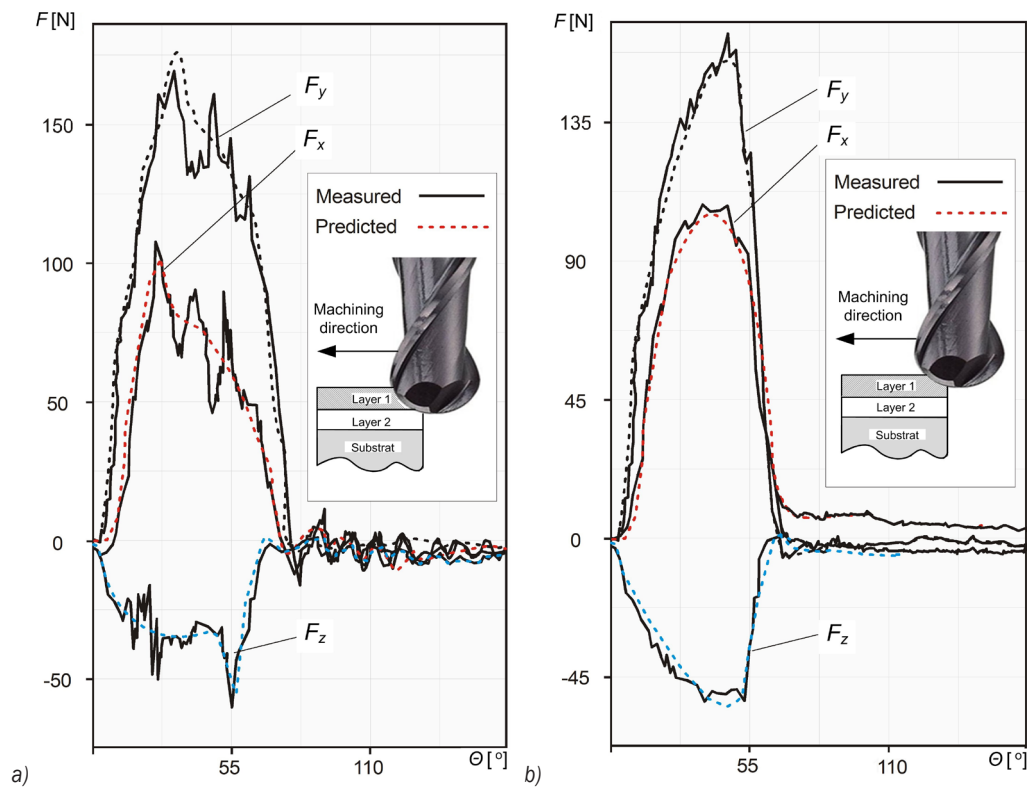 F [N]
150
100
50
0
-50
55
110
Θ [°]
a)
Fy
Fx
Measured
Predicted
Machining
direction
Layer 1
Layer 2
Substrat
Fz
F [N]
135
90
45
0
-45
55
110
Θ [°]
b)
Fy
Fx
Measured
Predicted
Machining
direction
Layer 1
Layer 2
Substrat
Fz